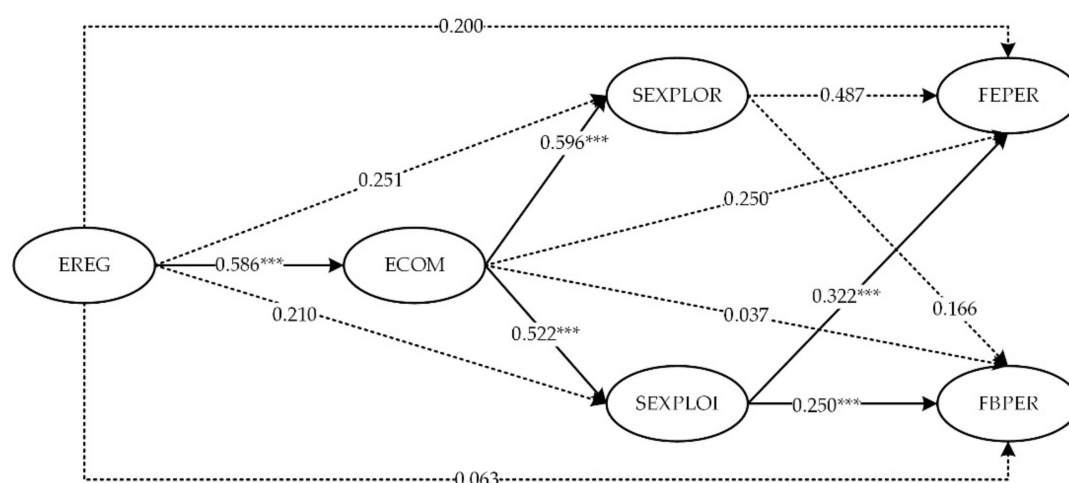 0.200
SEXPLOR
0.487
FEPER
0.596***
0.251
0.250
EREG
0.586***
ECOM
0.322***
0.210
0.037
0.166
0.522***
SEXPLOI
0.250***
FBPER
0.063